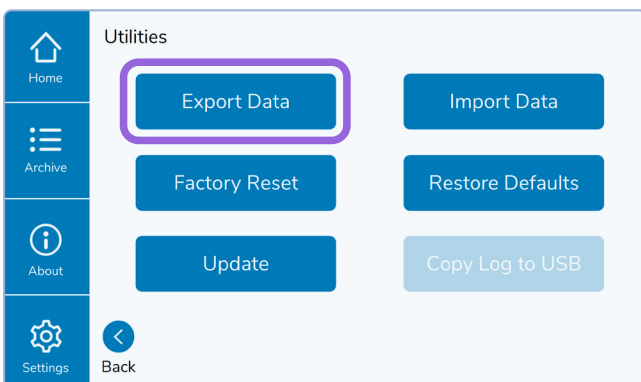 Home
Archive
About
Settings
Utilities
Export Data
Import Data
Factory Reset
Restore Defaults
Update
Copy Log to USB
Back